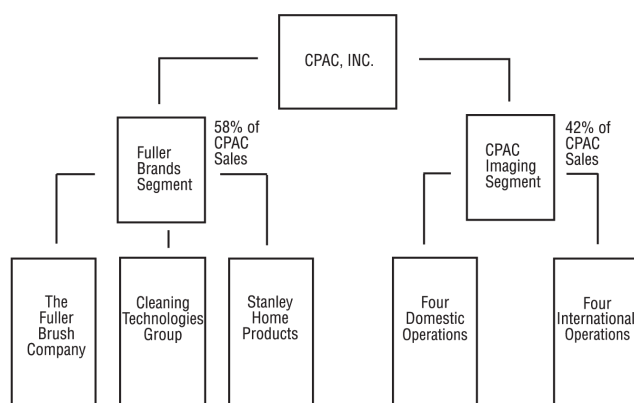 CPAC, INC.
58% of
CPAC
Sales
Fuller
Brands
Segment
42% of
CPAC
Sales
CPAC
Imaging
Segment
The
Fuller
Brush
Company
Cleaning
Technologies
Group
Stanley
Home
Products
Four
Domestic
Operations
Four
International
Operations